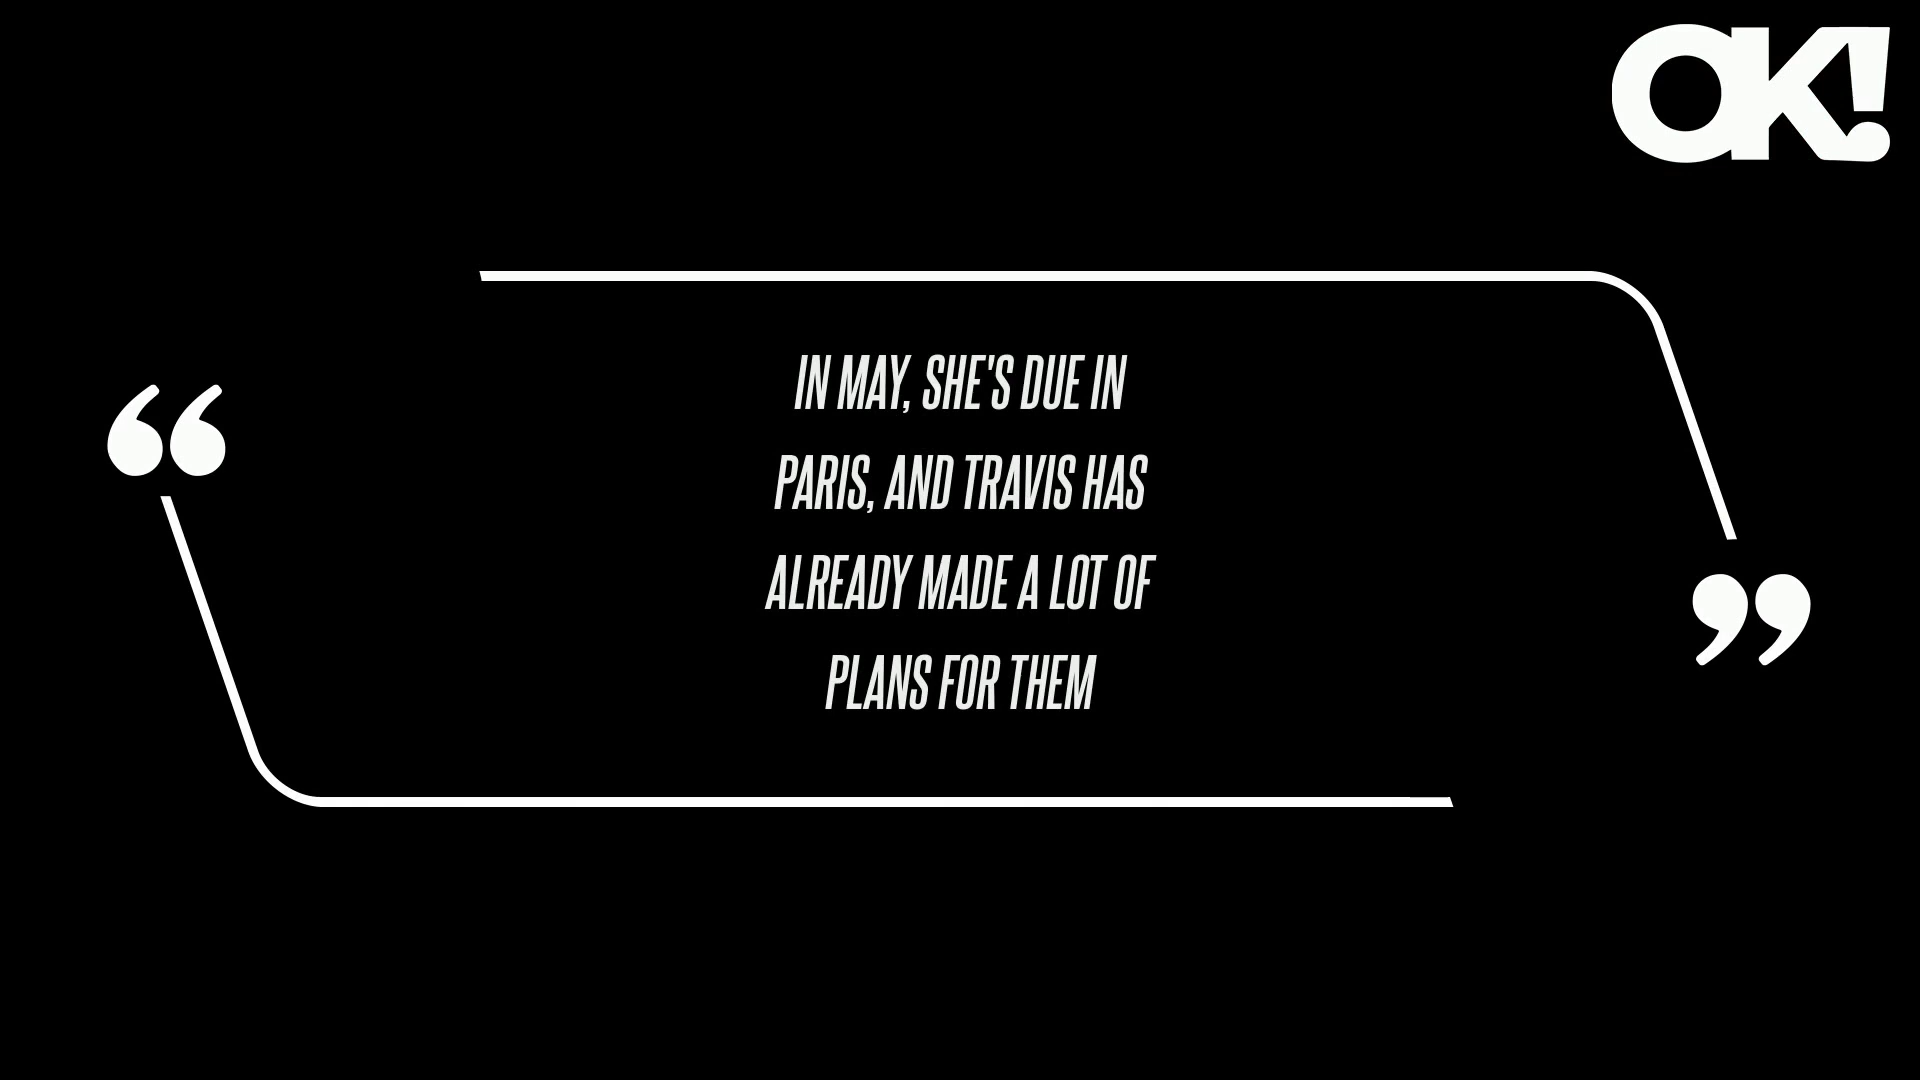 OK!
“
IN MAY, SHE'S DUE IN
PARIS, AND TRAVIS HAS
ALREADY MADE A LOT OF
PLANS FOR THEM
”